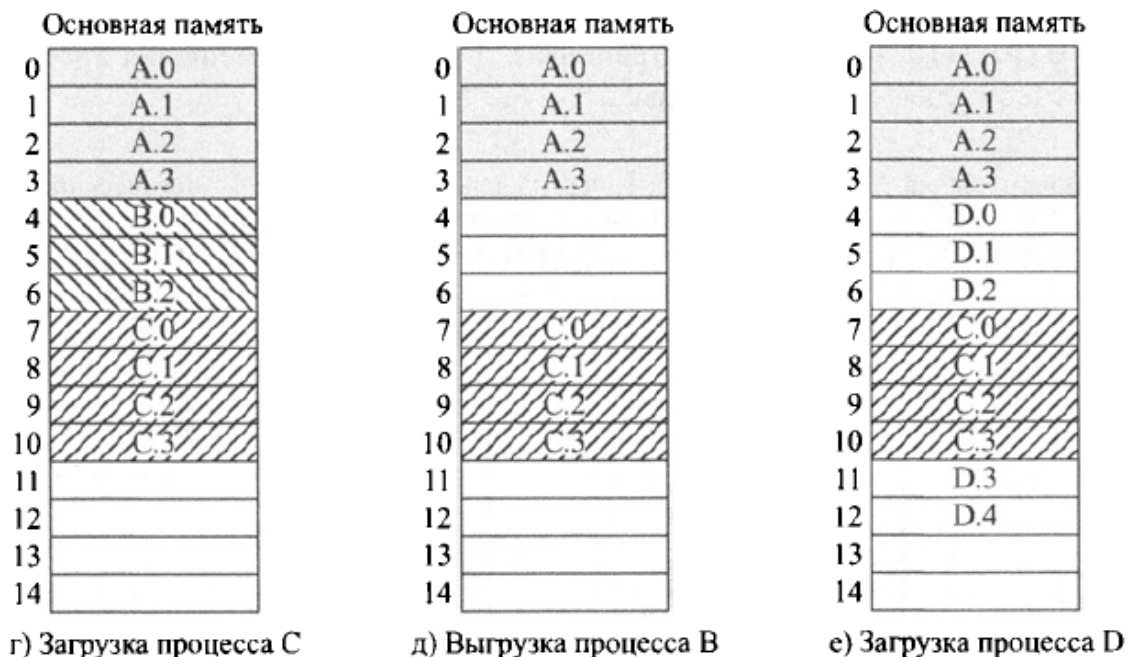 Основная память Основная память Основная память
0 A.0 0 A.0 0 A.0
1 A.1 1 A.1 1 A.1
2 A.2 2 A.2 2 A.2
3 A.3 3 A.3 3 A.3
4 B.0 4 4 D.0
5 B.1 5 5 D.1
6 B.2 6 6 D.2
7 C.0 7 C.0 7 C.0
8 C.1 8 C.1 8 C.1
9 C.2 9 C.2 9 C.2
10 C.3 10 C.3 10 C.3
11 11 11 D.3
12 12 12 D.4
13 13 13
14 14 14
г) Загрузка процесса C д) Выгрузка процесса B е) Загрузка процесса D